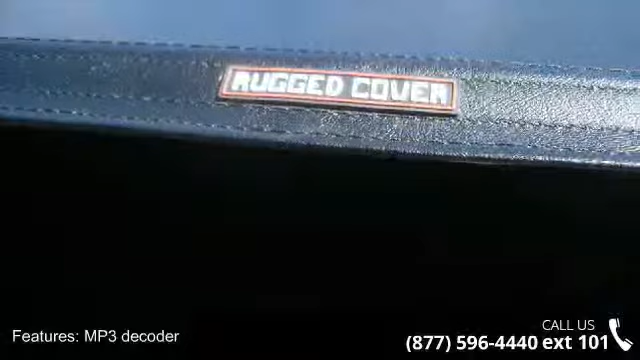 RUGGED COVER
CALL US
Features: MP3 decoder
(877) 596-4440 ext 101